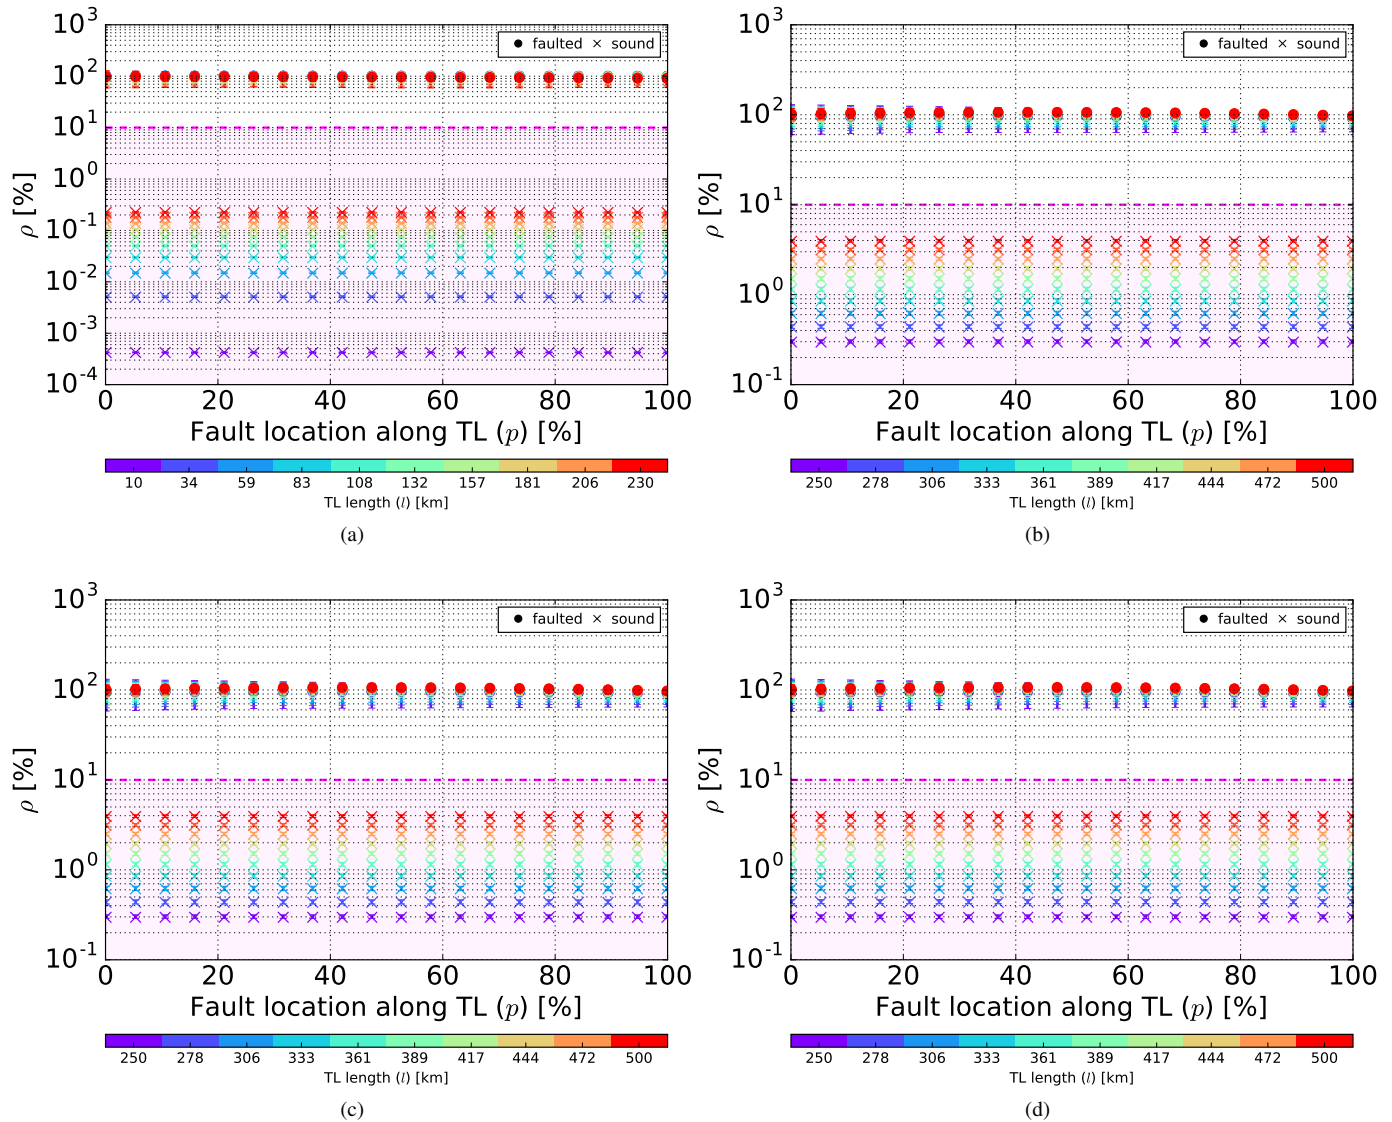 faulted × sound
10^3
10^2
10^1
10^0
10^-1
10^-2
10^-3
10^-4
ρ [%]
0 20 40 60 80 100
Fault location along TL (p) [%]
10 34 59 83 108 132 157 181 206 230
TL length (l) [km]
(a)
faulted × sound
10^3
10^2
10^1
10^0
10^-1
ρ [%]
0 20 40 60 80 100
Fault location along TL (p) [%]
250 278 306 333 361 389 417 444 472 500
TL length (l) [km]
(b)
faulted × sound
10^3
10^2
10^1
10^0
10^-1
ρ [%]
0 20 40 60 80 100
Fault location along TL (p) [%]
250 278 306 333 361 389 417 444 472 500
TL length (l) [km]
(c)
faulted × sound
10^3
10^2
10^1
10^0
10^-1
ρ [%]
0 20 40 60 80 100
Fault location along TL (p) [%]
250 278 306 333 361 389 417 444 472 500
TL length (l) [km]
(d)